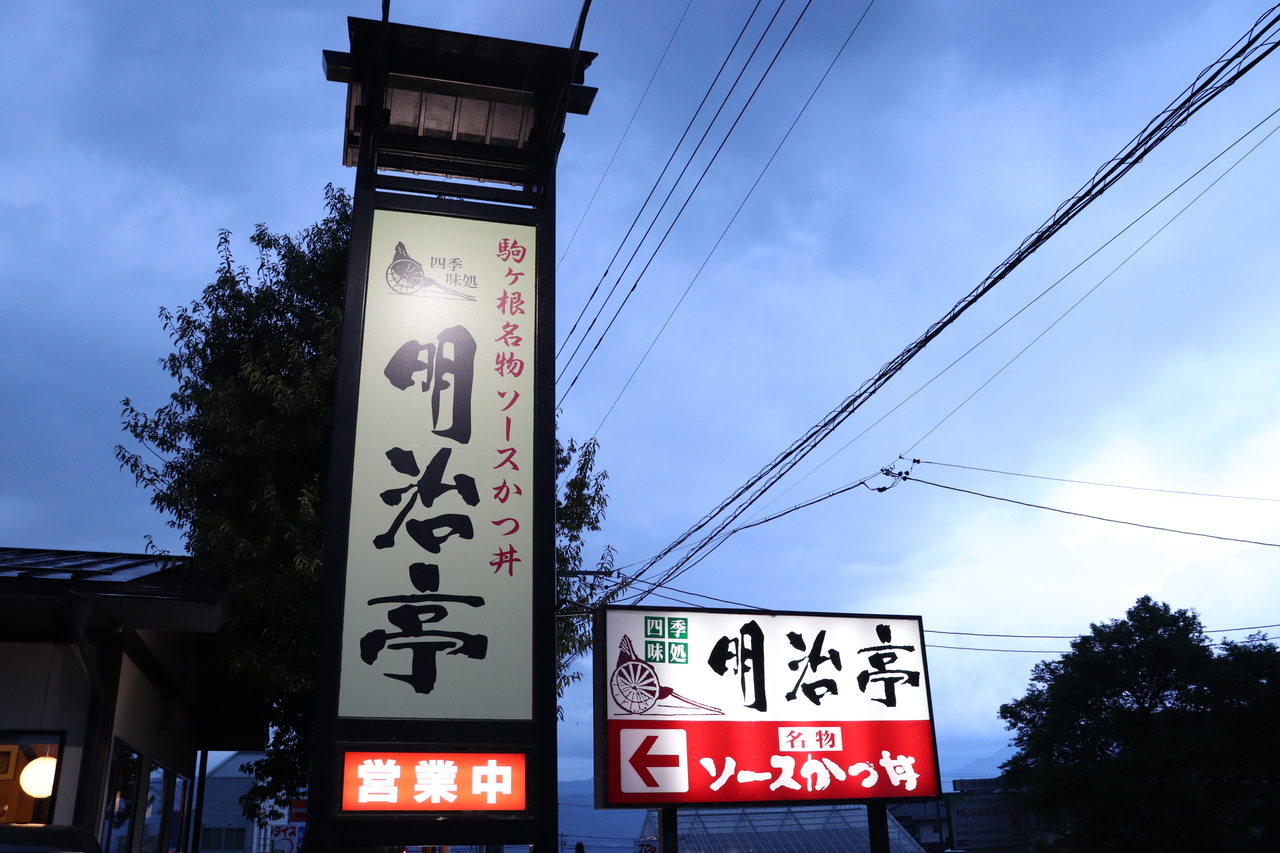 駒ヶ根名物ソースかつ丼
四季
味処
明治亭
営業中
四季
味処
明治亭
名物
ソースかつ丼